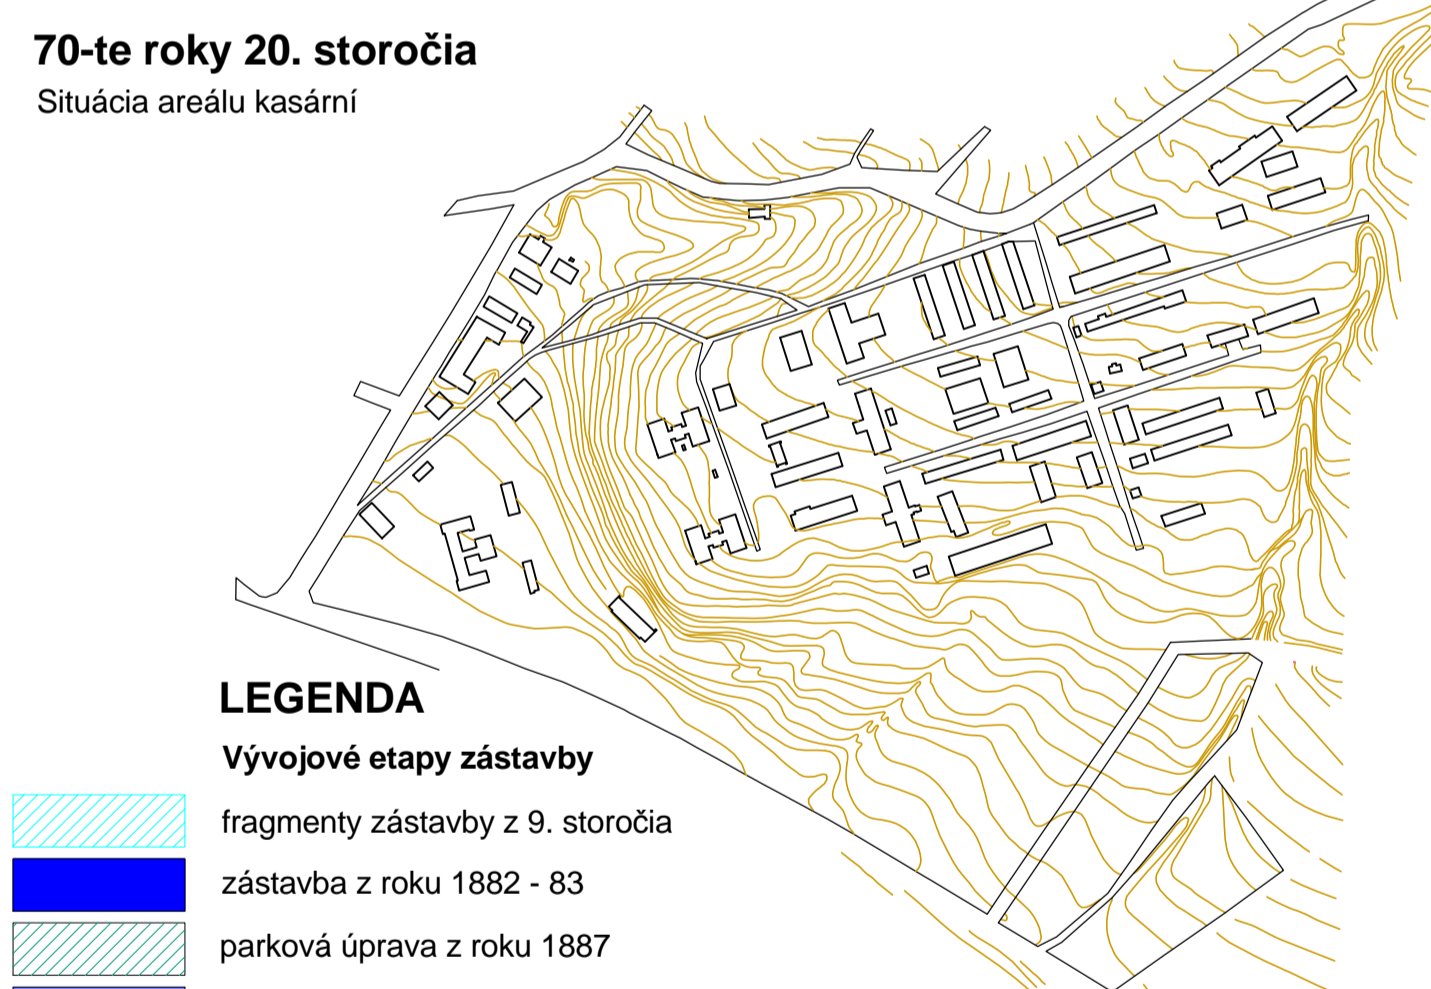 70-te roky 20. storočia
Situácia areálu kasární
LEGENDA
Vývojové etapy zástavby
fragmenty zástavby z 9. storočia
zástavba z roku 1882 - 83
parková úprava z roku 1887